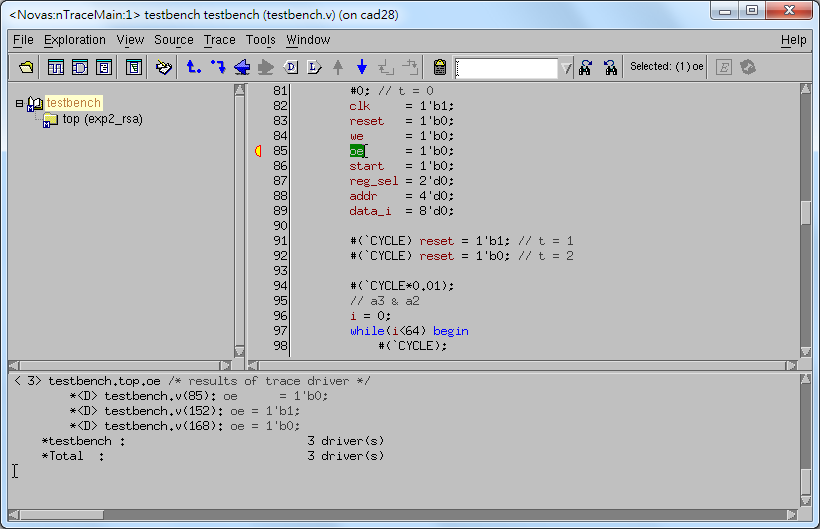 <Novas:nTraceMain:1> testbench testbench (testbench.v) (on cad28)
File Exploration View Source Trace Tools Window Help
Selected: (1) oe
testbench
top (exp2_rsa)
81 #0; // t = 0
82 clk = 1'b1;
83 reset = 1'b0;
84 we = 1'b0;
85 oe = 1'b0;
86 start = 1'b0;
87 reg_sel = 2'd0;
88 addr = 4'd0;
89 data_i = 8'd0;
90
91 #(`CYCLE) reset = 1'b1; // t = 1
92 #(`CYCLE) reset = 1'b0; // t = 2
93
94 #(`CYCLE*0.01);
95 // a3 & a2
96 i = 0;
97 while(i<64) begin
98 #(`CYCLE);
< 3> testbench.top.oe /* results of trace driver */
*<D> testbench.v(85): oe = 1'b0;
*<D> testbench.v(152): oe = 1'b1;
*<D> testbench.v(168): oe = 1'b0;
*testbench : 3 driver(s)
*Total : 3 driver(s)